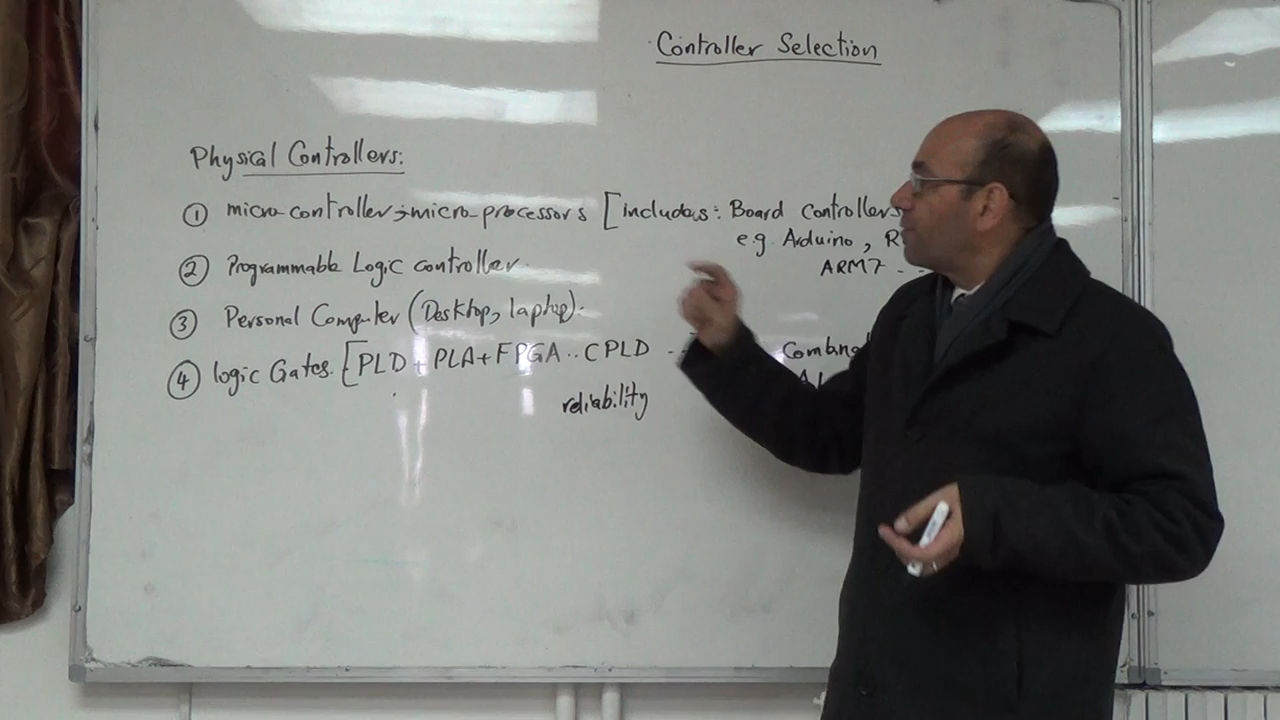 Controller Selection
Physical Controllers:
① micro-controller, micro-processors [includes: Board Controllers
e.g. Arduino, R
ARM7 - -
② Programmable Logic controller.
③ Personal Computer (Desktop, laptop).
④ logic Gates. [PLD + PLA + FPGA .. CPLD - -
reliability